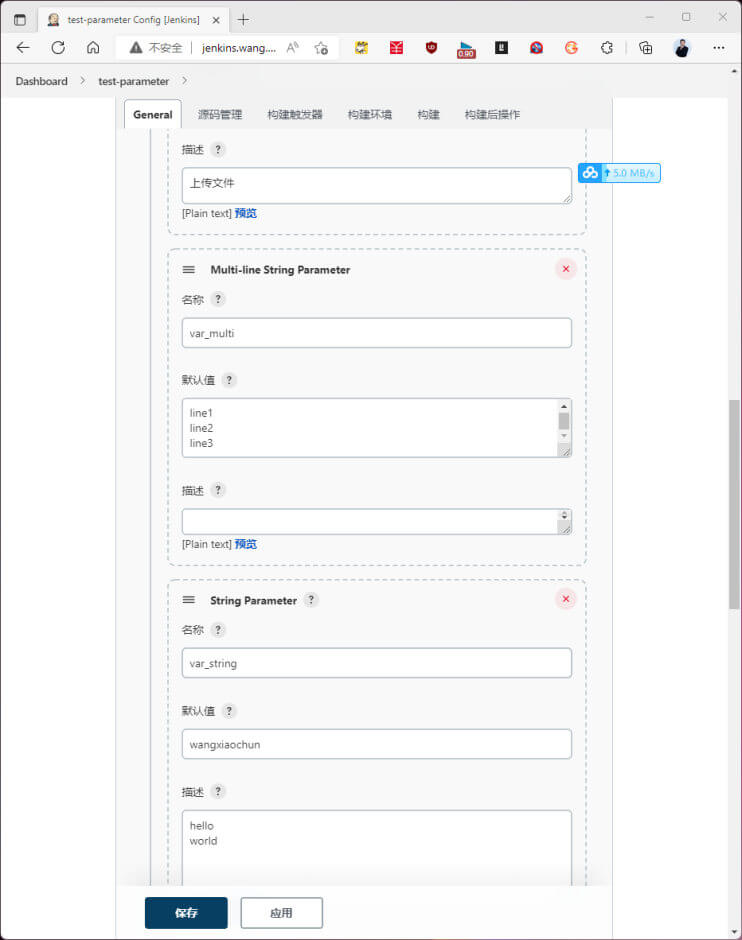 test-parameter Config [Jenkins]
不安全
jenkins.wang....
0.90
Dashboard
test-parameter
General
源码管理
构建触发器
构建环境
构建
构建后操作
描述 ?
上传文件
5.0 MB/s
[Plain text] 预览
Multi-line String Parameter
名称 ?
var_multi
默认值 ?
line1
line2
line3
描述 ?
[Plain text] 预览
String Parameter ?
名称 ?
var_string
默认值 ?
wangxiaochun
描述 ?
hello
world
保存
应用